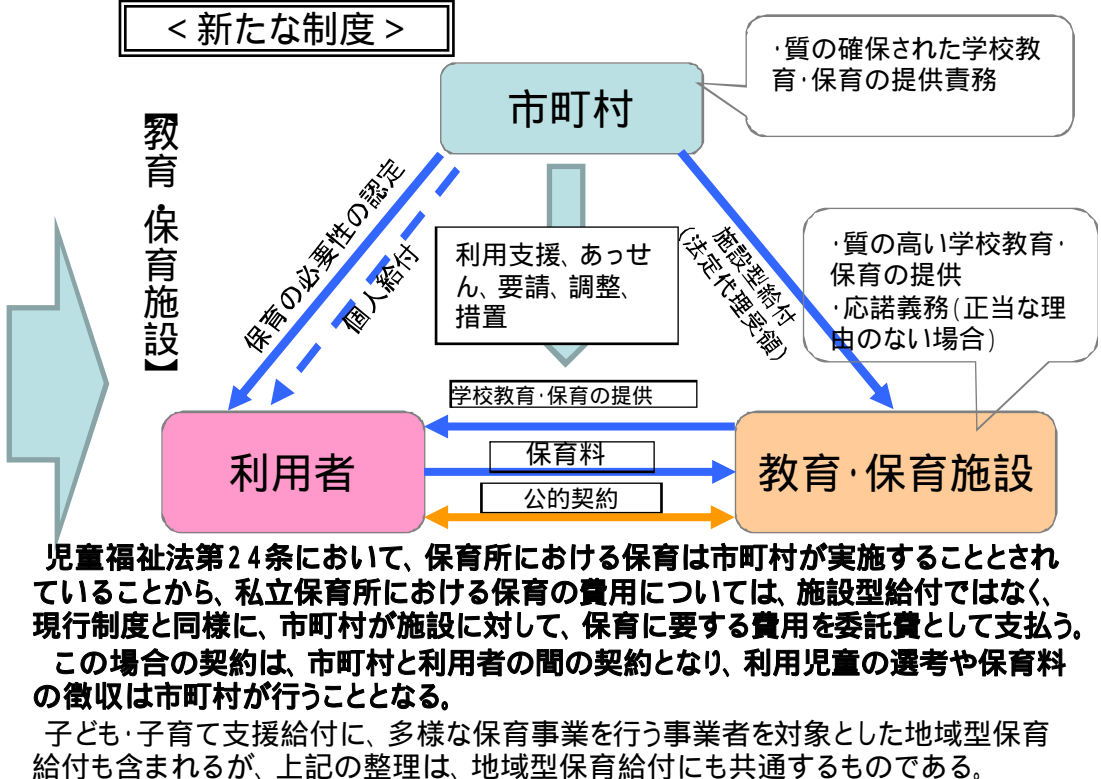 ＜新たな制度＞
・質の確保された学校教
育・保育の提供責務
市町村
【教育・保育施設】
保育の必要性の認定
個人給付
利用支援、あっせ
ん、要請、調整、
措置
施設型給付
（法定代理受領）
・質の高い学校教育・
保育の提供
・応諾義務（正当な理
由のない場合）
学校教育・保育の提供
利用者
保育料
教育・保育施設
公的契約
児童福祉法第２４条において、保育所における保育は市町村が実施することとされ
ていることから、私立保育所における保育の費用については、施設型給付ではなく、
現行制度と同様に、市町村が施設に対して、保育に要する費用を委託費として支払う。
この場合の契約は、市町村と利用者の間の契約となり、利用児童の選考や保育料
の徴収は市町村が行うこととなる。
子ども・子育て支援給付に、多様な保育事業を行う事業者を対象とした地域型保育
給付も含まれるが、上記の整理は、地域型保育給付にも共通するものである。